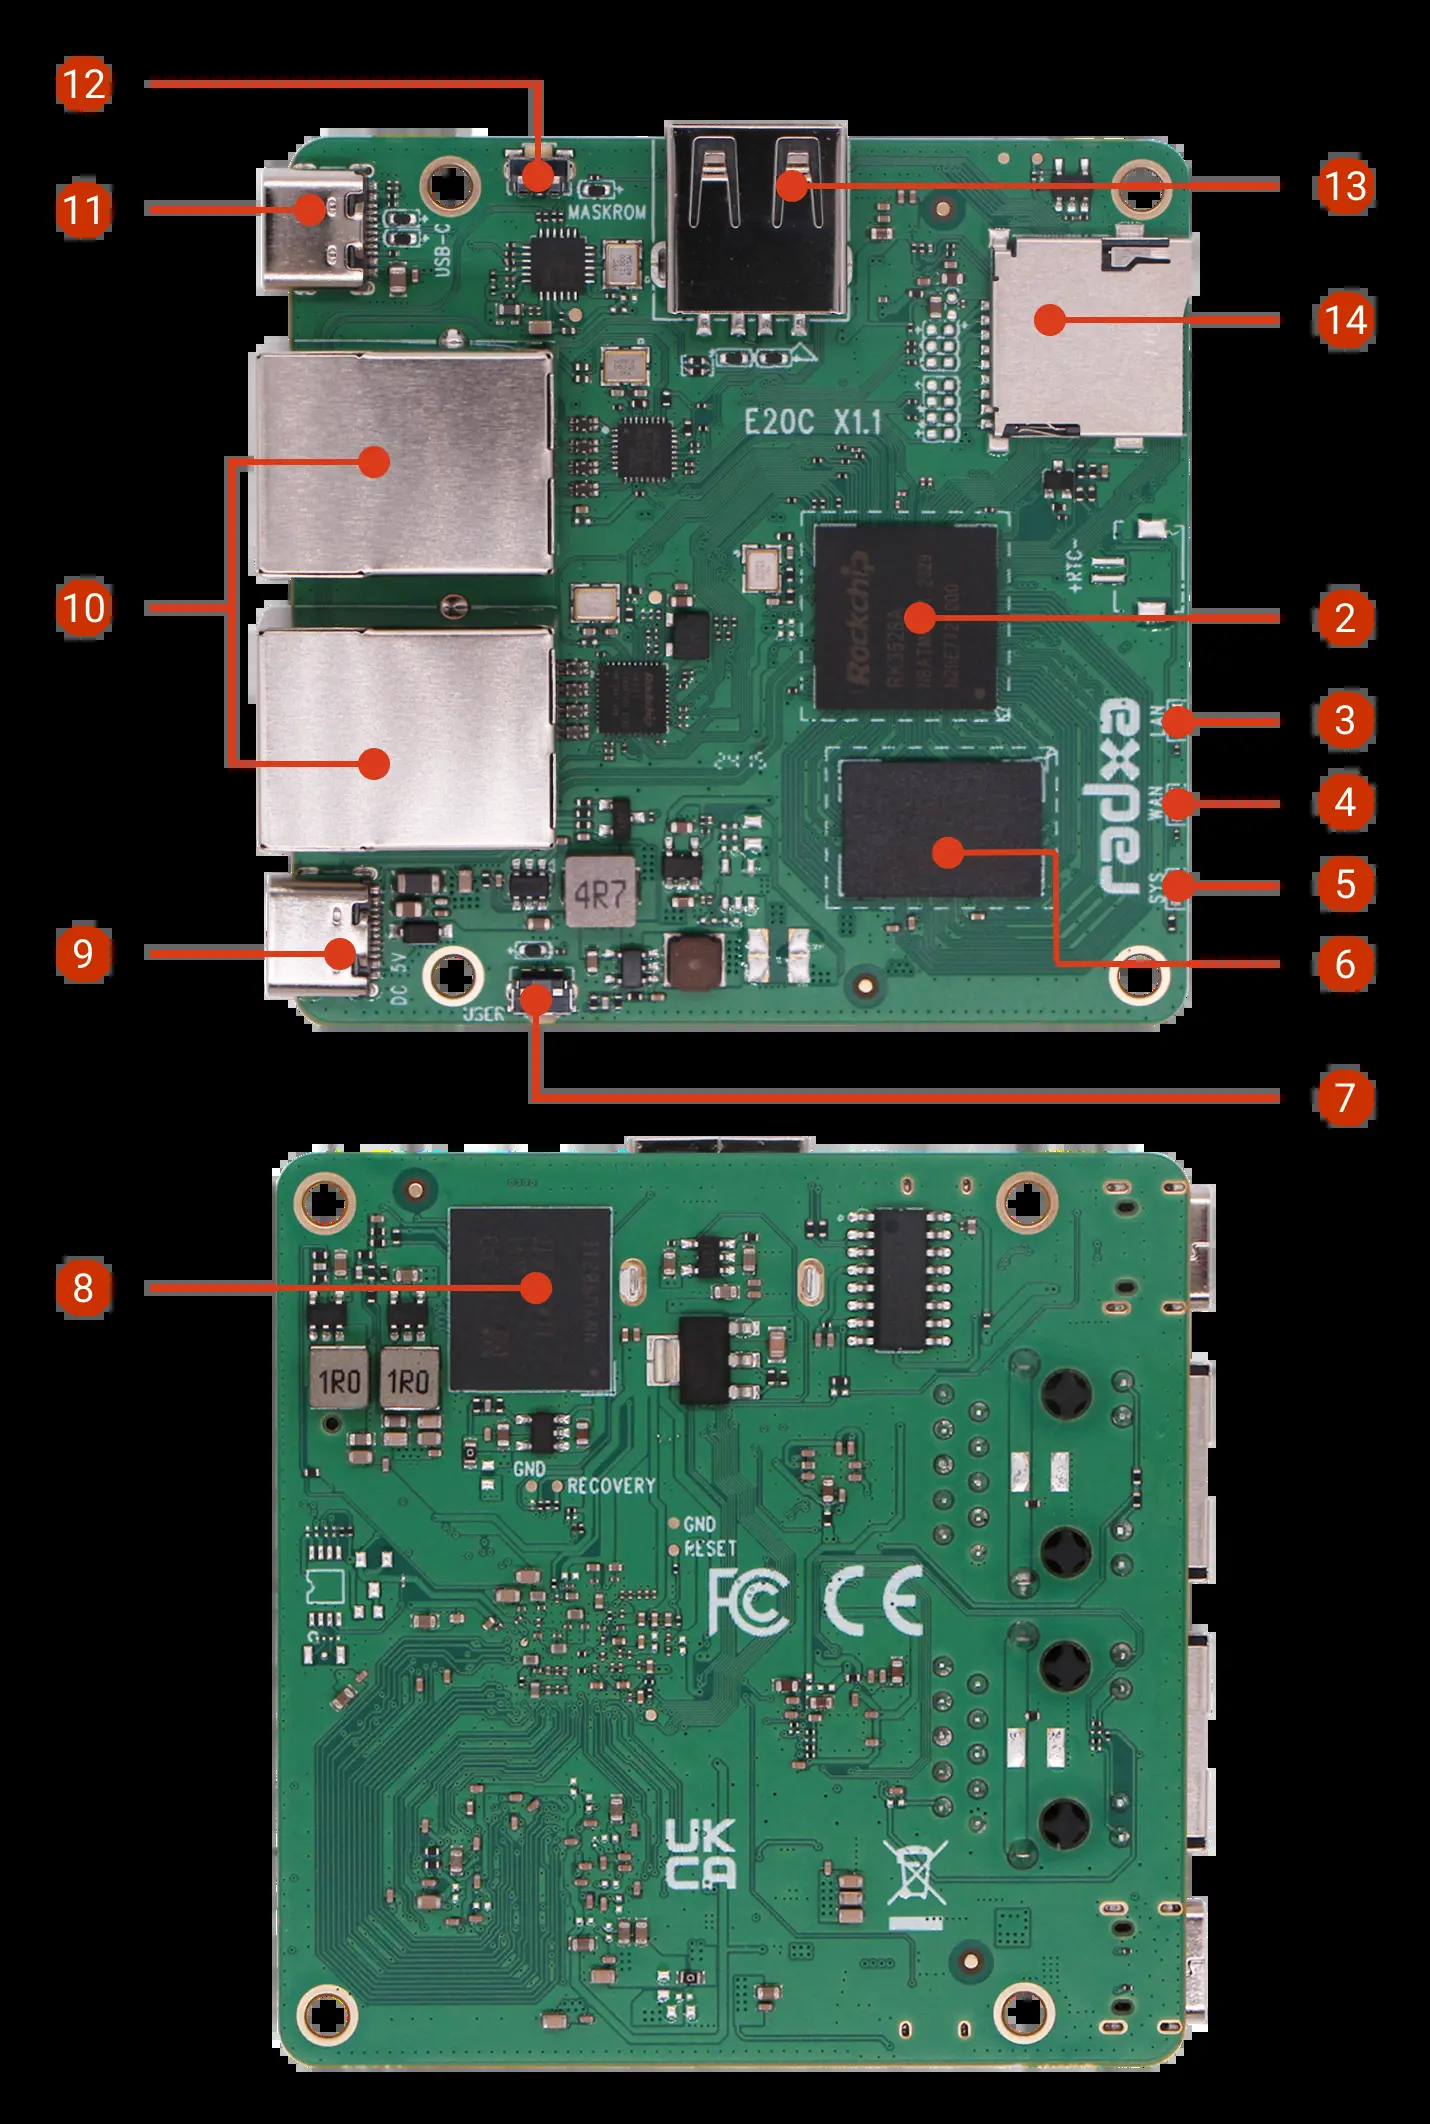 12
11
13
14
MASKROM
USB-C
E20C X1.1
+RTC-
Rockchip
10
2
3
4
5
6
LAN
WAN
SYS
radxa
4R7
9
DC 5V
USER
7
8
1R0
1R0
GND
RECOVERY
GND
RESET
FC
CE
UK
CA